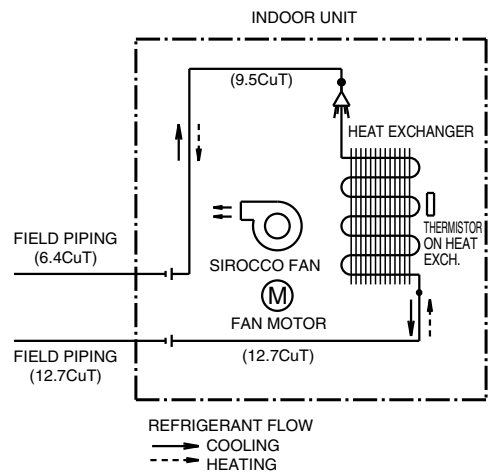 INDOOR UNIT
(9.5CuT)
HEAT EXCHANGER
THERMISTOR
ON HEAT
EXCH.
FIELD PIPING
(6.4CuT)
SIROCCO FAN
M
FAN MOTOR
FIELD PIPING
(12.7CuT)
(12.7CuT)
REFRIGERANT FLOW
COOLING
HEATING